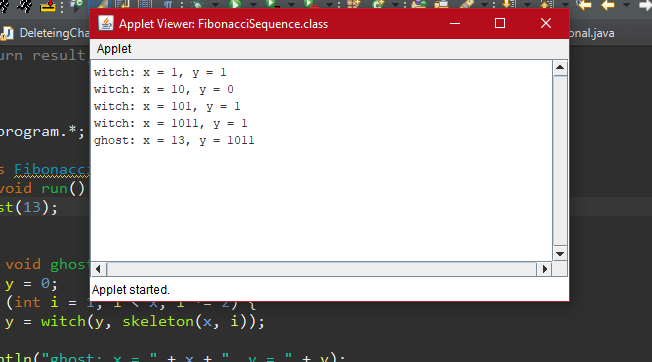 Applet Viewer: FibonacciSequence.class
DeleteingCha
onal.java
Applet
urn result
witch: x = 1, y = 1
witch: x = 10, y = 0
witch: x = 101, y = 1
witch: x = 1011, y = 1
ghost: x = 13, y = 1011
program.*;
s Fibonacci
void run()
st(13);
void ghos
y = 0;
(int i = 1; i < x; i *= 2) {
y = witch(y, skeleton(x, i));
Applet started.
ntln("ghost: x = " + x + ", y = " + y);